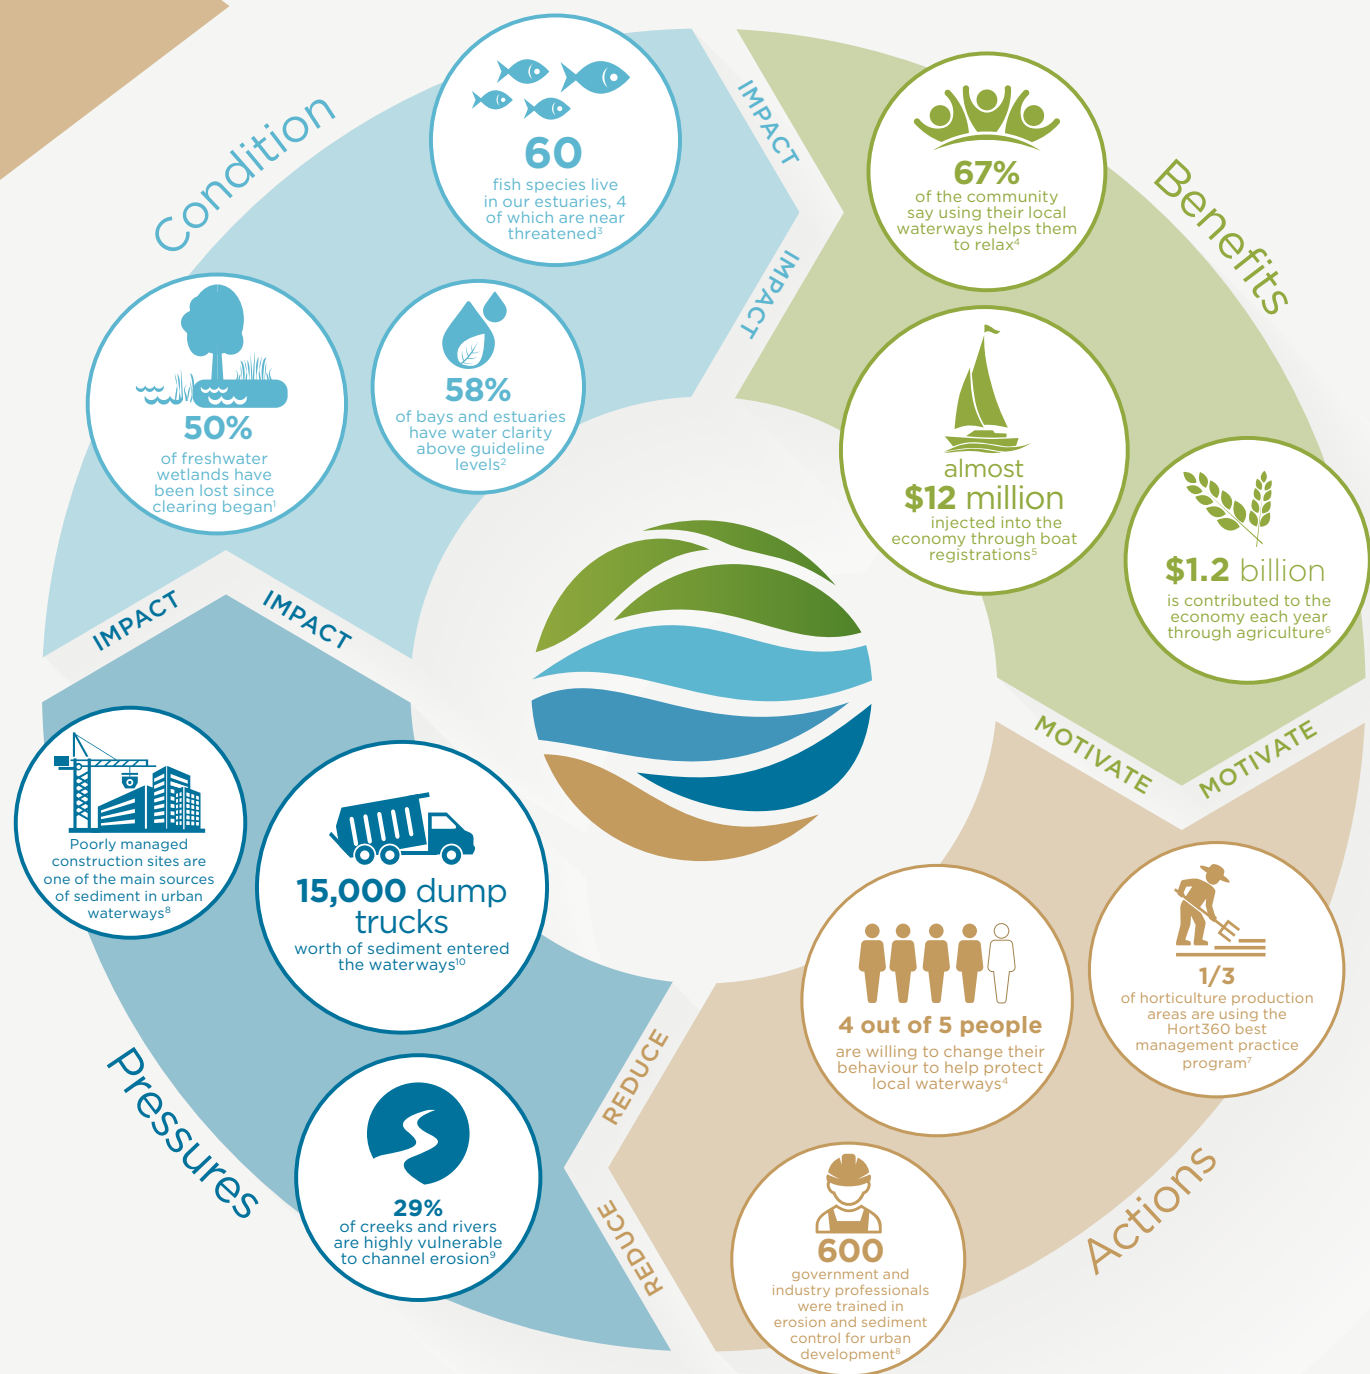 Condition
60
fish species live
in our estuaries, 4
of which are near
threatened³
50%
of freshwater
wetlands have
been lost since
clearing began¹
58%
of bays and estuaries
have water clarity
above guideline
levels²
IMPACT
IMPACT
Benefits
67%
of the community
say using their local
waterways helps them
to relax⁴
almost
$12 million
injected into the
economy through boat
registrations⁵
$1.2 billion
is contributed to the
economy each year
through agriculture⁶
MOTIVATE
MOTIVATE
Actions
4 out of 5 people
are willing to change their
behaviour to help protect
local waterways⁴
1/3
of horticulture production
areas are using the
Hort360 best
management practice
program⁷
600
government and
industry professionals
were trained in
erosion and sediment
control for urban
development⁸
REDUCE
REDUCE
Pressures
Poorly managed
construction sites are
one of the main sources
of sediment in urban
waterways⁸
15,000 dump
trucks
worth of sediment entered
the waterways¹⁰
29%
of creeks and rivers
are highly vulnerable
to channel erosion⁹
IMPACT
IMPACT